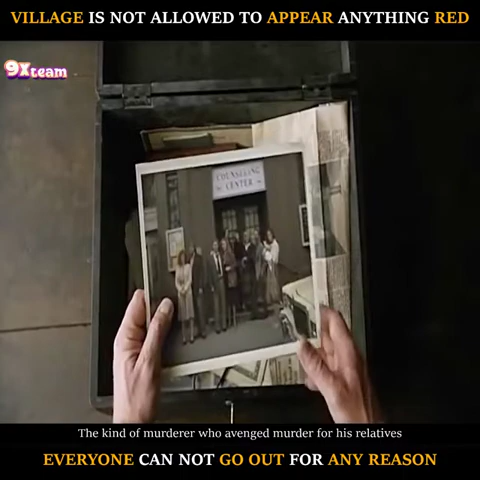 VILLAGE IS NOT ALLOWED TO APPEAR ANYTHING RED
9xteam
COUNSELING
CENTER
The kind of murderer who avenged murder for his relatives
EVERYONE CAN NOT GO OUT FOR ANY REASON